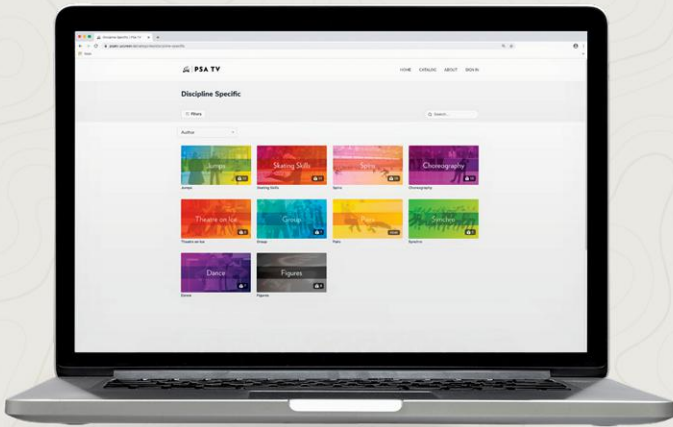 PSA TV
HOME CATALOG ABOUT SIGN IN
Discipline Specific
Filters
Search...
Author
Jumps
Skating Skills
Spins
Choreography
Jumps
Skating Skills
Spins
Choreography
Theatre on Ice
Group
Pairs
Synchro
Theatre on Ice
Group
Pairs
Synchro
Dance
Figures
Dance
Figures